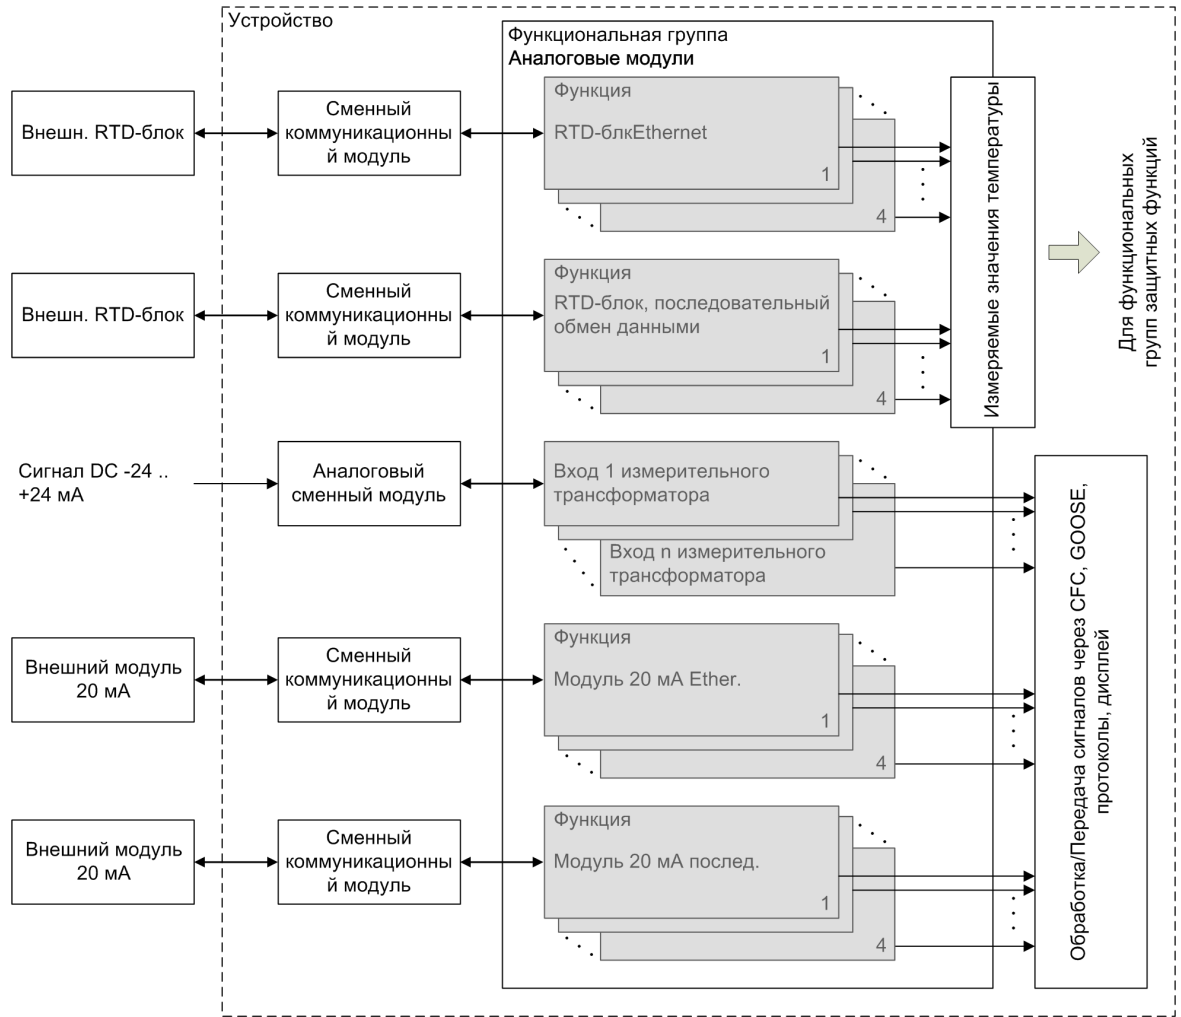 Устройство
Функциональная группа
Аналоговые модули
Внешн. RTD-блок
Сменный
коммуникационны
й модуль
Функция
RTD-блкEthernet
1
4
Внешн. RTD-блок
Сменный
коммуникационны
й модуль
Функция
RTD-блок, последовательный
обмен данными
1
4
Измеряемые значения температуры
Для функциональных
групп защитных функций
Сигнал DC -24 ..
+24 мА
Аналоговый
сменный модуль
Вход 1 измерительного
трансформатора
Вход n измерительного
трансформатора
Внешний модуль
20 мА
Сменный
коммуникационны
й модуль
Функция
Модуль 20 мА Ether.
1
4
Внешний модуль
20 мА
Сменный
коммуникационны
й модуль
Функция
Модуль 20 мА послед.
1
4
Обработка/Передача сигналов через CFC, GOOSE,
протоколы, дисплей